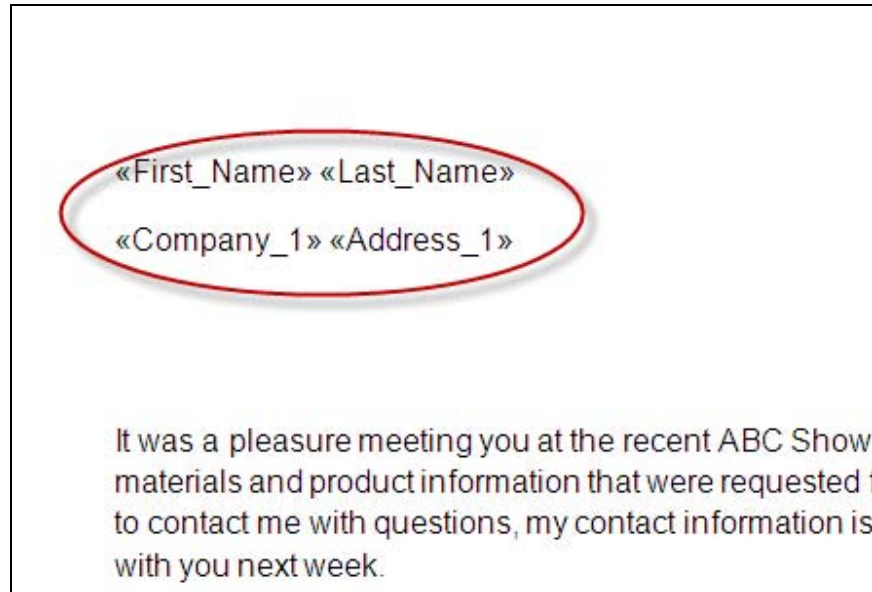 «First_Name» «Last_Name»
«Company_1» «Address_1»
It was a pleasure meeting you at the recent ABC Show
materials and product information that were requested
to contact me with questions, my contact information is
with you next week.